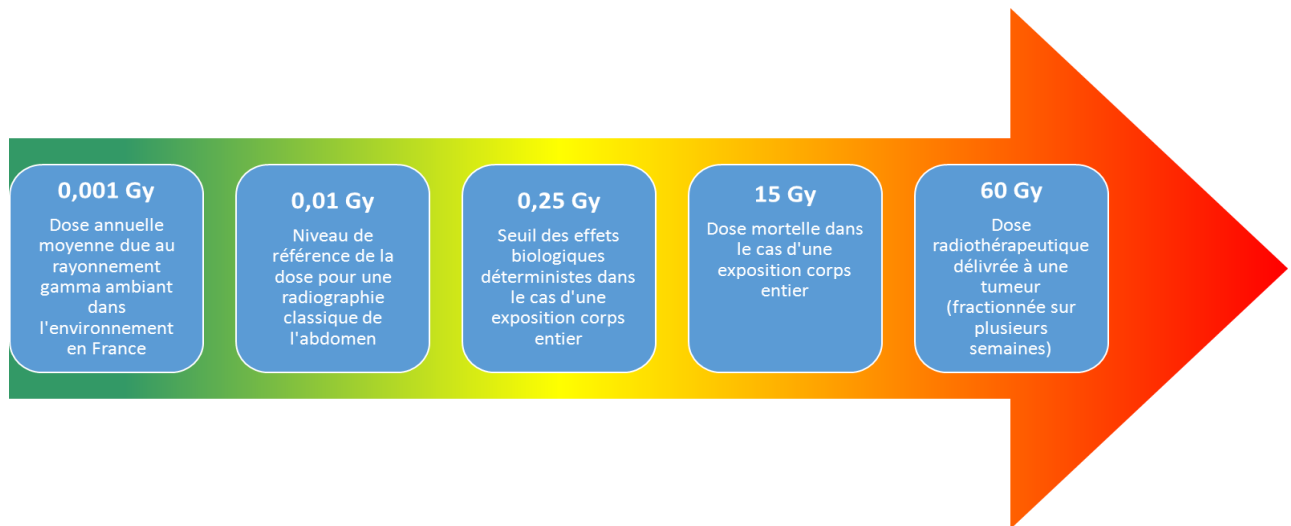 0,001 Gy
Dose annuelle
moyenne due au
rayonnement
gamma ambiant
dans
l'environnement
en France
0,01 Gy
Niveau de
référence de la
dose pour une
radiographie
classique de
l'abdomen
0,25 Gy
Seuil des effets
biologiques
déterministes dans
le cas d'une
exposition corps
entier
15 Gy
Dose mortelle dans
le cas d'une
exposition corps
entier
60 Gy
Dose
radiothérapeutique
délivrée à une
tumeur
(fractionnée sur
plusieurs
semaines)